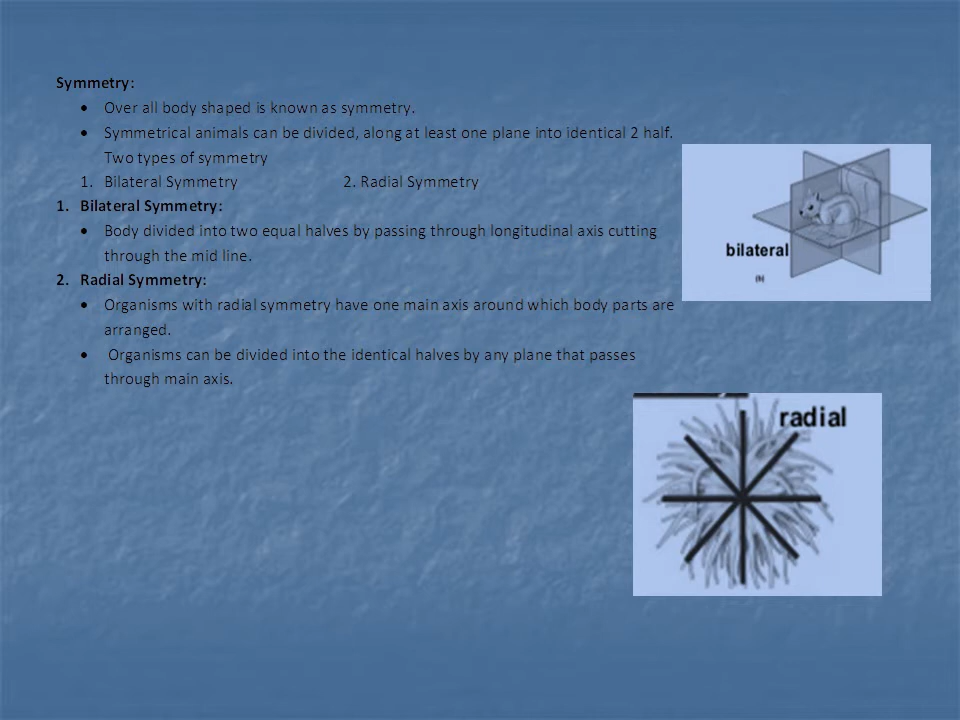 Symmetry:
• Over all body shaped is known as symmetry.
• Symmetrical animals can be divided, along at least one plane into identical 2 half.
Two types of symmetry
1. Bilateral Symmetry 2. Radial Symmetry
1. Bilateral Symmetry:
• Body divided into two equal halves by passing through longitudinal axis cutting
through the mid line.
2. Radial Symmetry:
• Organisms with radial symmetry have one main axis around which body parts are
arranged.
• Organisms can be divided into the identical halves by any plane that passes
through main axis.
bilateral
(b)
radial